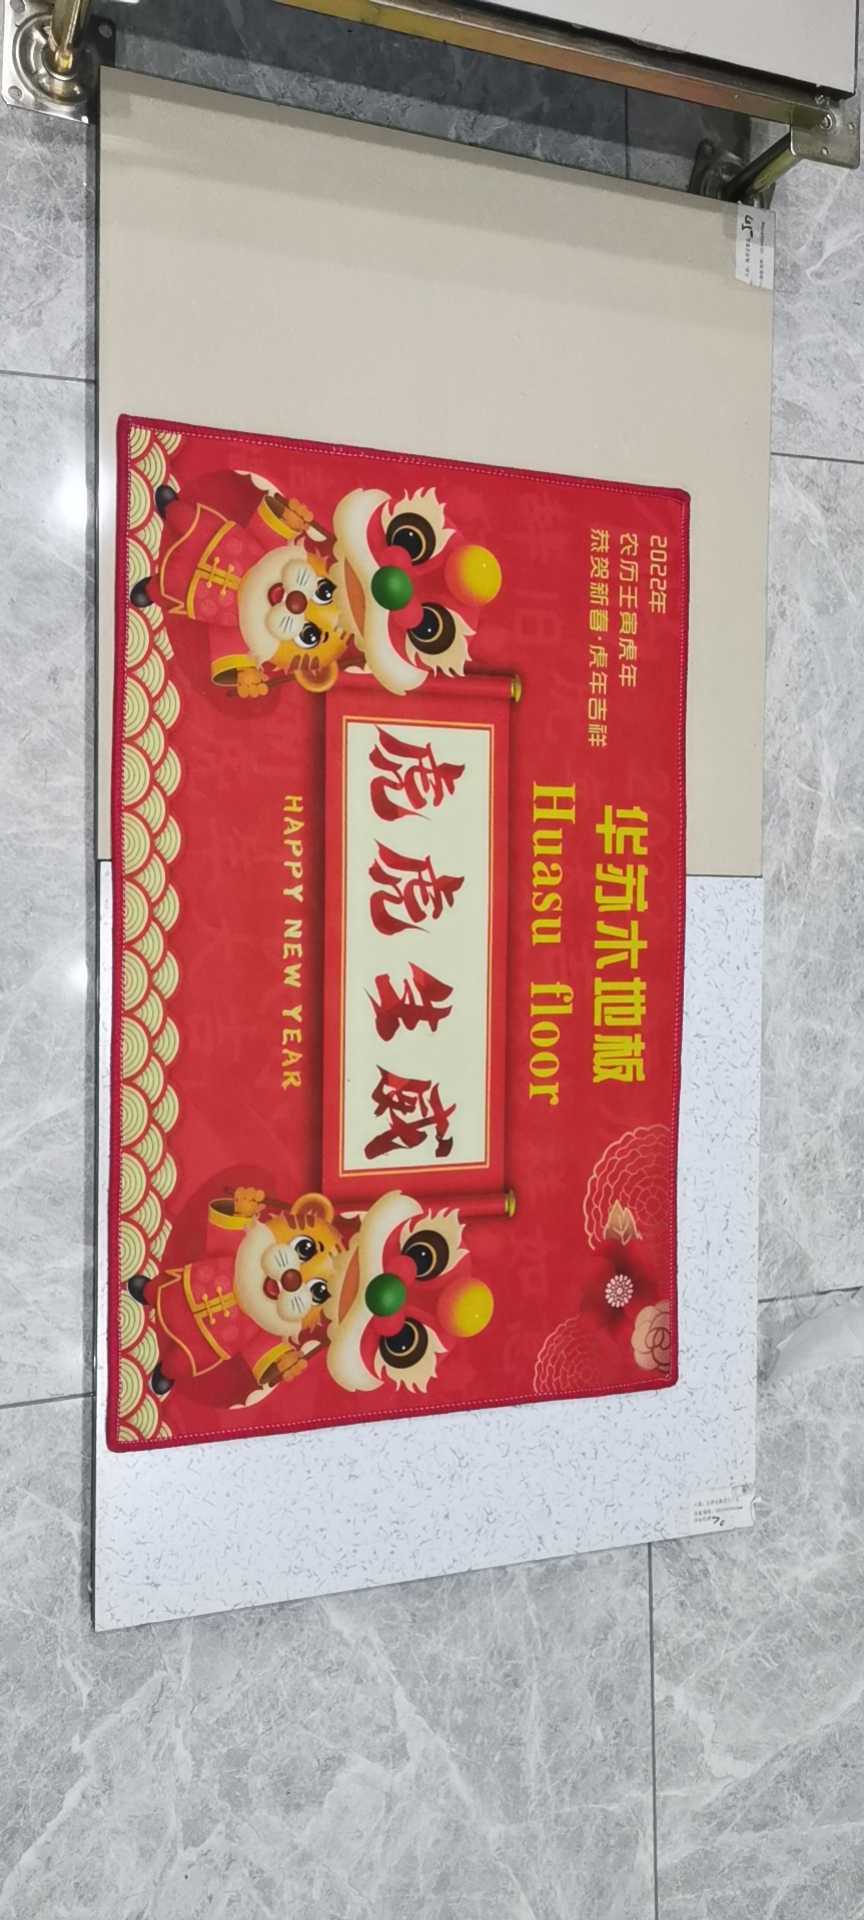 2022年
农历壬寅虎年
恭贺新春·虎年吉祥
华苏木地板
Huasu floor
虎虎生威
HAPPY NEW YEAR